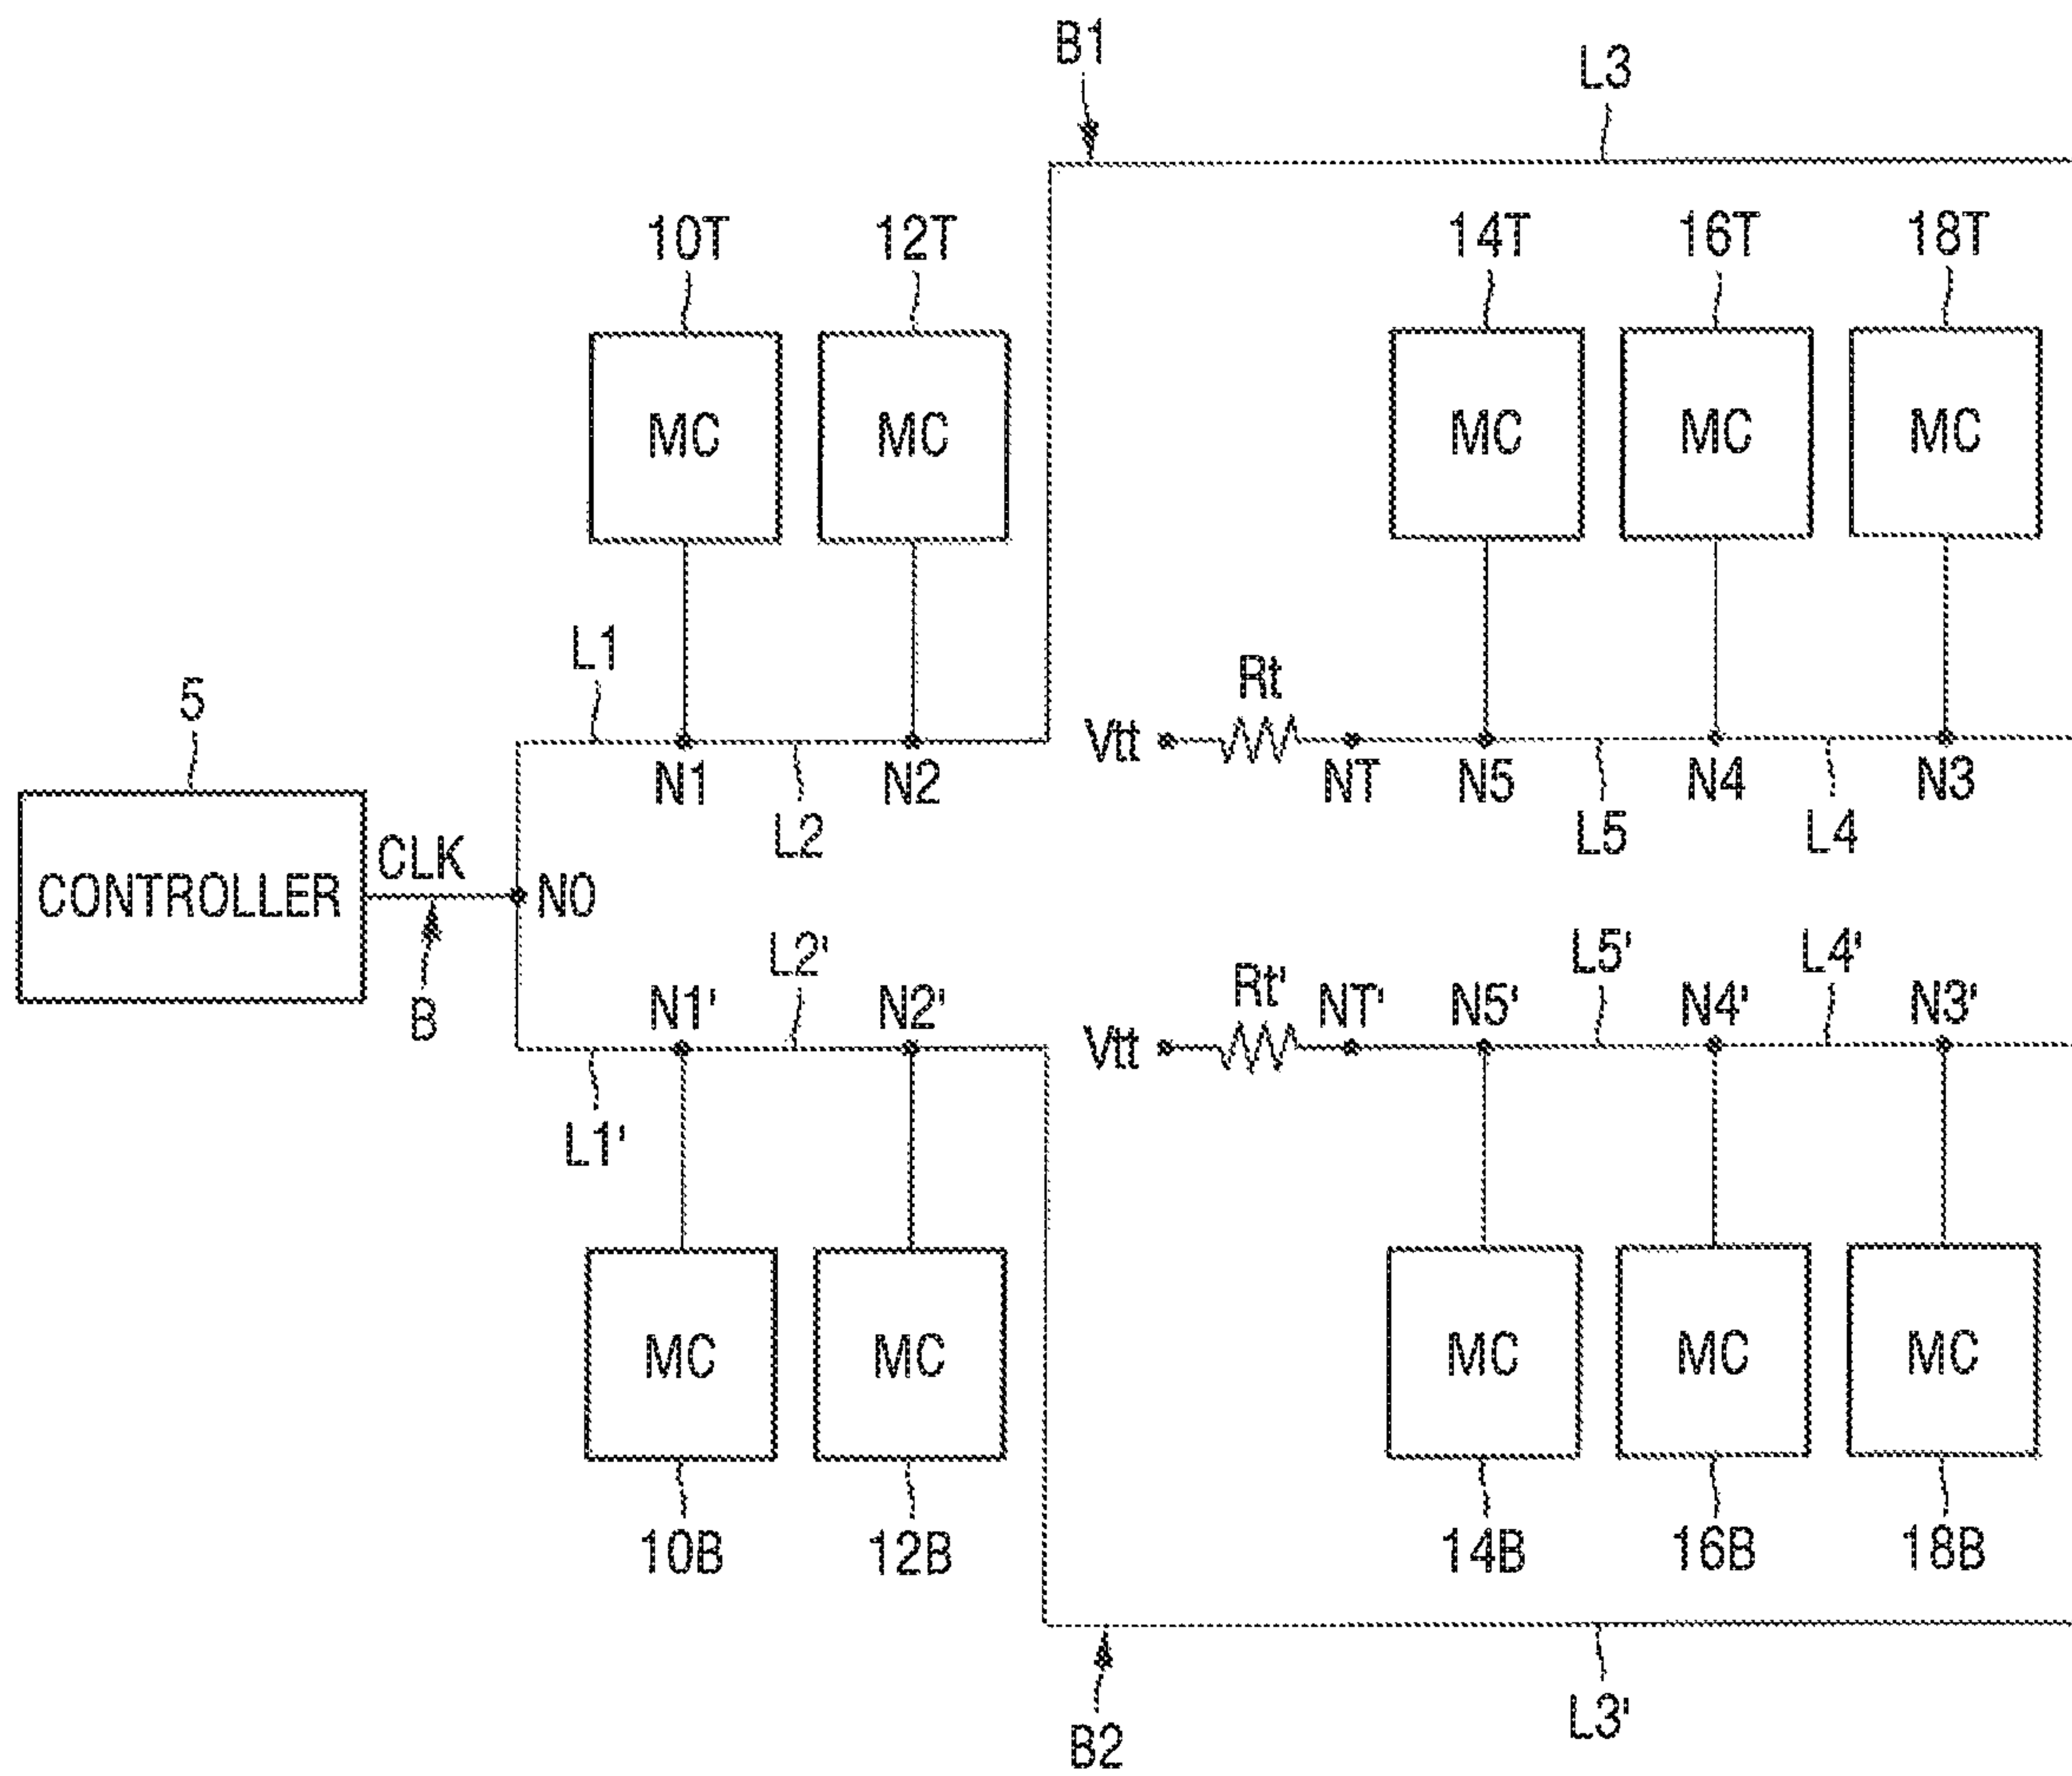 B1
L3
10T
12T
14T
16T
18T
MC
MC
MC
MC
MC
L1
Rt
5
Vtt
N1
N2
NT
N5
N4
N3
L2
L5
L4
CLK
CONTROLLER
N0
B
L2'
L5'
L4'
Rt'
N1'
N2'
NT'
N5'
N4'
N3'
Vtt
L1'
MC
MC
MC
MC
MC
10B
12B
14B
16B
18B
L3'
B2